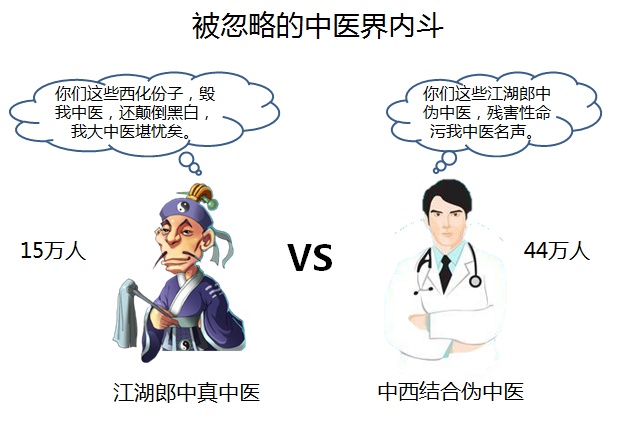 被忽略的中医界内斗
你们这些西化份子，毁
我中医，还颠倒黑白，
我大中医堪忧矣。
你们这些江湖郎中
伪中医，残害性命
污我中医名声。
15万人
VS
44万人
江湖郎中真中医
中西结合伪中医